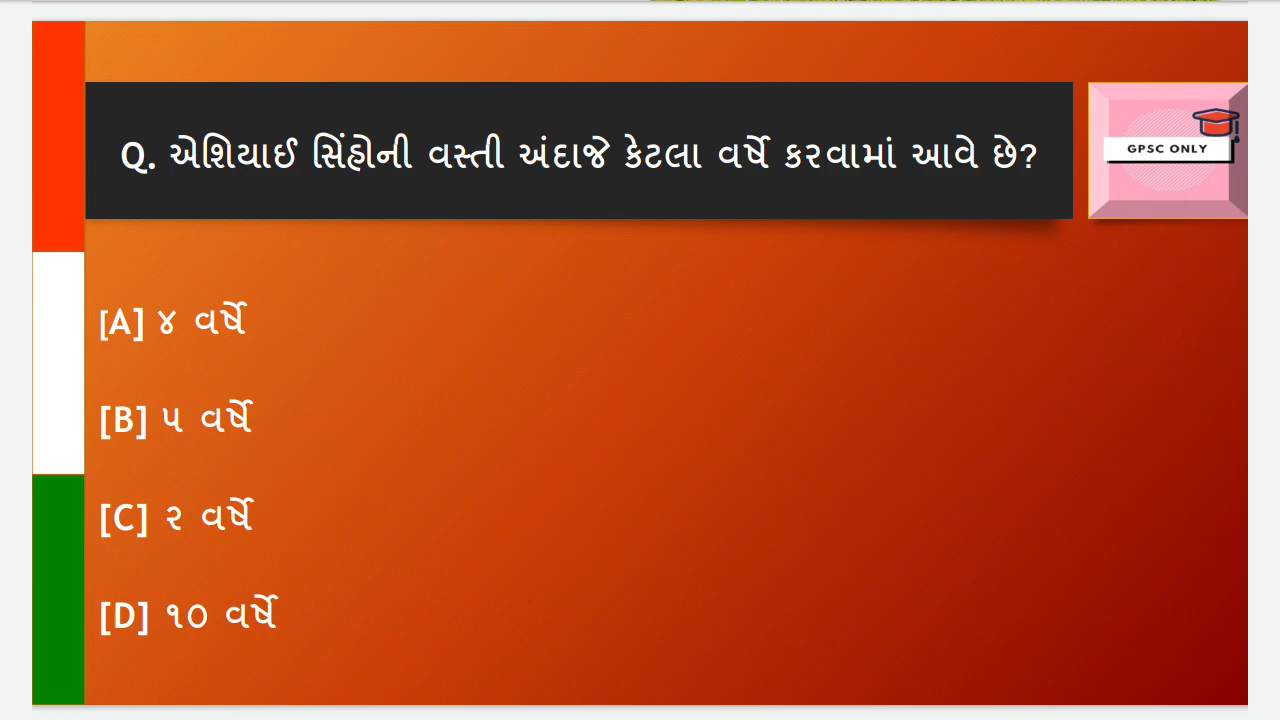 Q. એશિયાઈ સિંહોની વસ્તી અંદાજે કેટલા વર્ષે કરવામાં આવે છે?
GPSC ONLY
[A] ૪ વર્ષે
[B] ૫ વર્ષે
[C] ૨ વર્ષે
[D] ૧૦ વર્ષે